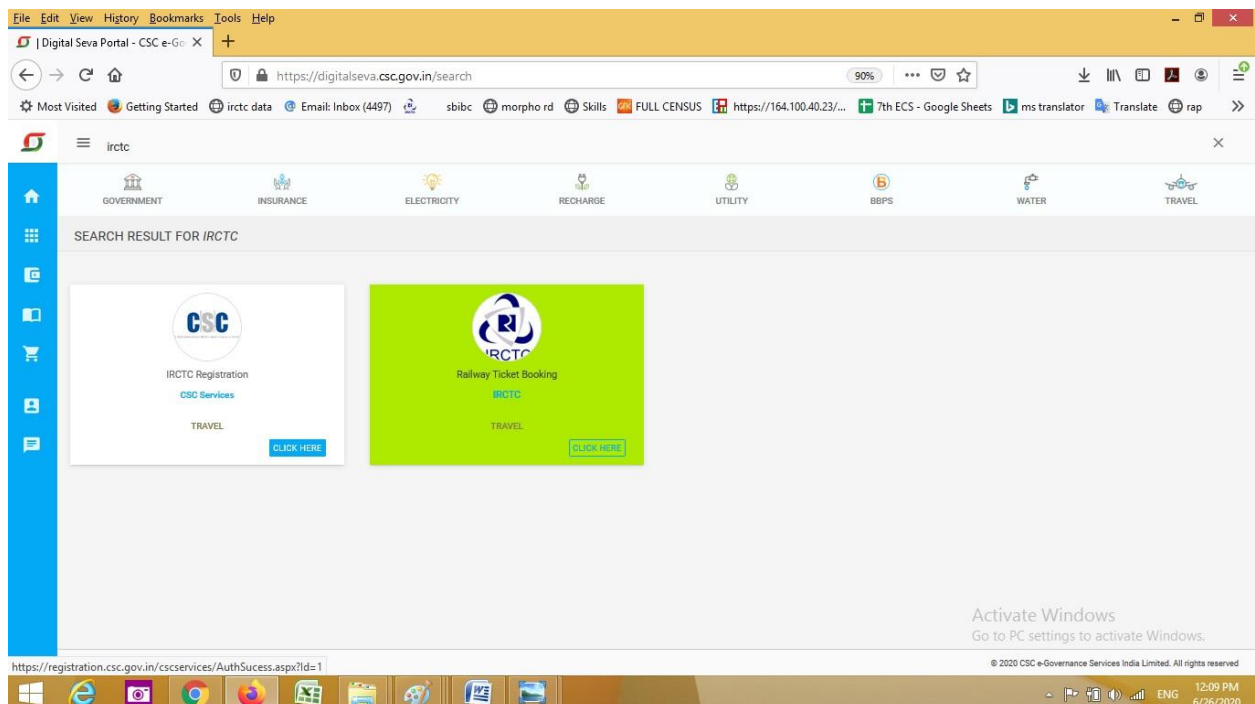 File Edit View History Bookmarks Tools Help
| Digital Seva Portal - CSC e-Go
https://digitalseva.csc.gov.in/search 90%
Most Visited Getting Started irctc data Email: Inbox (4497) sbibc morpho rd Skills FULL CENSUS https://164.100.40.23/... 7th ECS - Google Sheets ms translator Translate rap
irctc
GOVERNMENT INSURANCE ELECTRICITY RECHARGE UTILITY BBPS WATER TRAVEL
SEARCH RESULT FOR IRCTC
CSC
IRCTC Registration
CSC Services
TRAVEL
CLICK HERE
IRCTC
Railway Ticket Booking
IRCTC
TRAVEL
CLICK HERE
Activate Windows
Go to PC settings to activate Windows.
https://registration.csc.gov.in/cscservices/AuthSucess.aspx?Id=1
© 2020 CSC e-Governance Services India Limited. All rights reserved
ENG 12:09 PM
6/26/2020